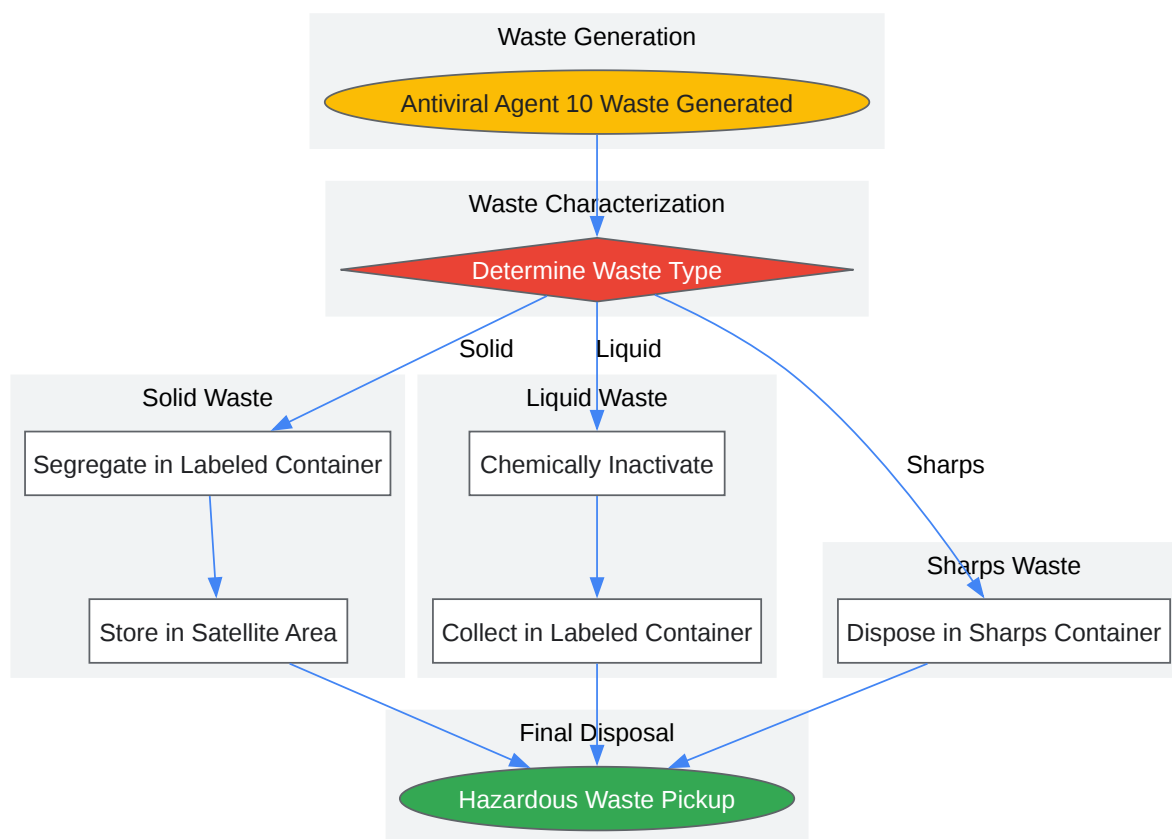 Waste Generation
Antiviral Agent 10 Waste Generated
Waste Characterization
Determine Waste Type
Solid
Liquid
Sharps
Solid Waste
Segregate in Labeled Container
Store in Satellite Area
Liquid Waste
Chemically Inactivate
Collect in Labeled Container
Sharps Waste
Dispose in Sharps Container
Final Disposal
Hazardous Waste Pickup